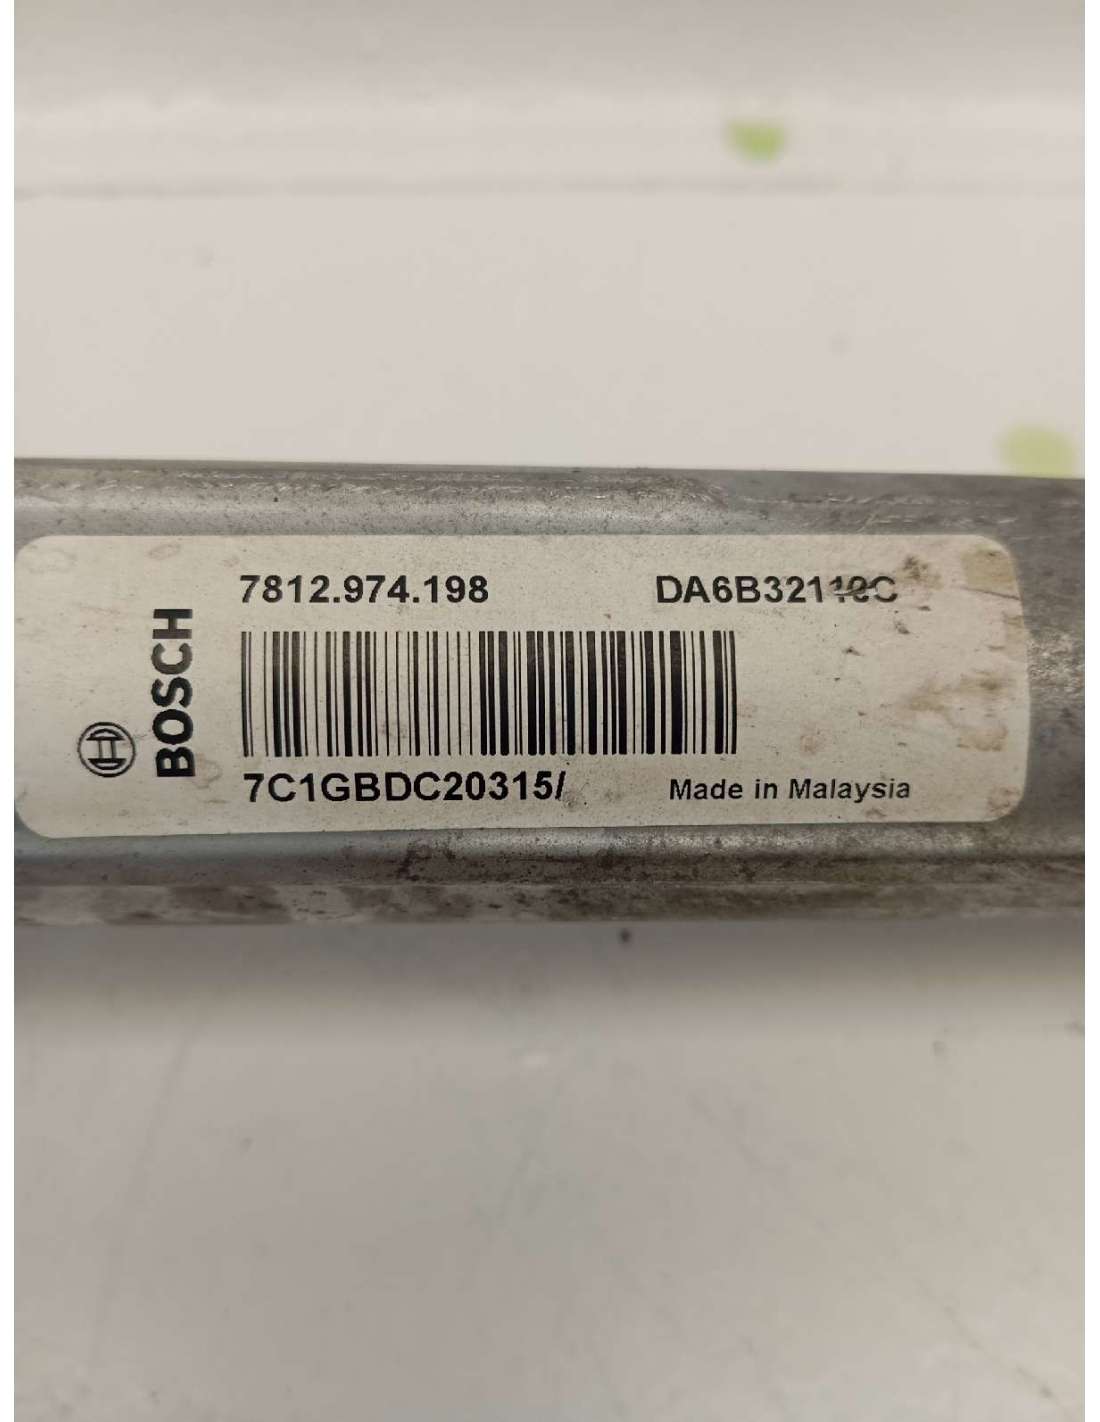 7812.974.198
BOSCH
7C1GBDC20315/
Made in Malaysia